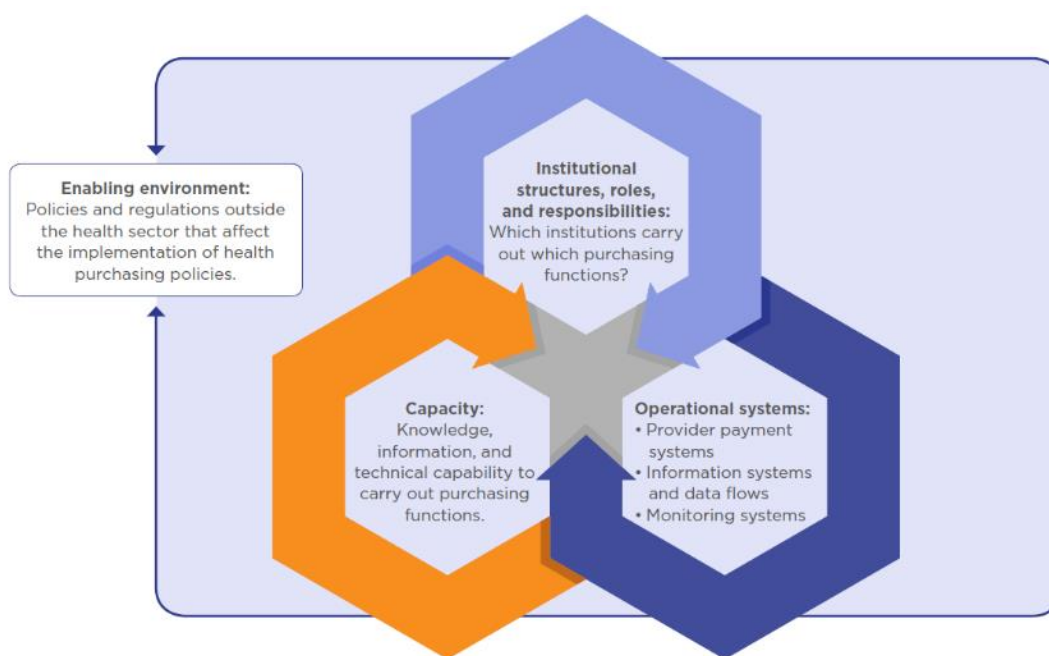 Enabling environment:
Policies and regulations outside
the health sector that affect
the implementation of health
purchasing policies.
Institutional
structures, roles,
and responsibilities:
Which institutions carry
out which purchasing
functions?
Capacity:
Knowledge,
information, and
technical capability to
carry out purchasing
functions.
Operational systems:
• Provider payment
systems
• Information systems
and data flows
• Monitoring systems